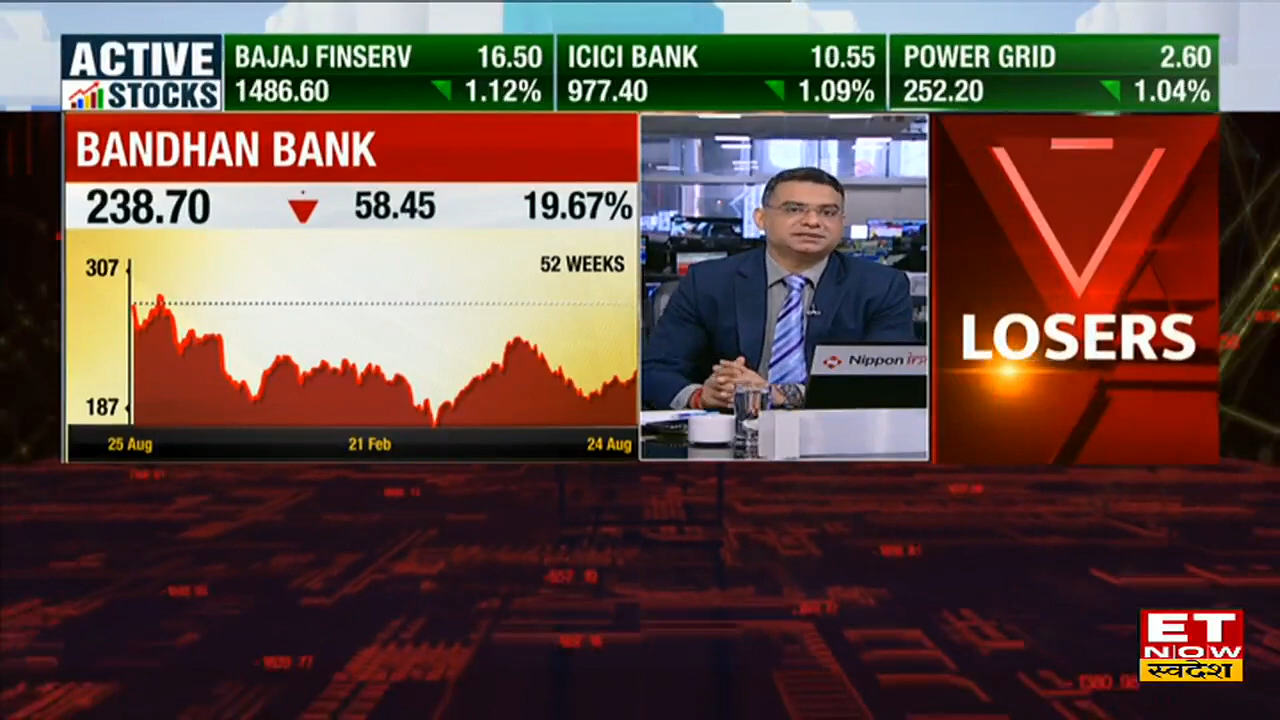 ACTIVE
STOCKS
BAJAJ FINSERV 16.50
1486.60 1.12%
ICICI BANK 10.55
977.40 1.09%
POWER GRID 2.60
252.20 1.04%
BANDHAN BANK
238.70 58.45 19.67%
52 WEEKS
307
187
25 Aug 21 Feb 24 Aug
Nippon
LOSERS
ET
NOW
स्वदेश